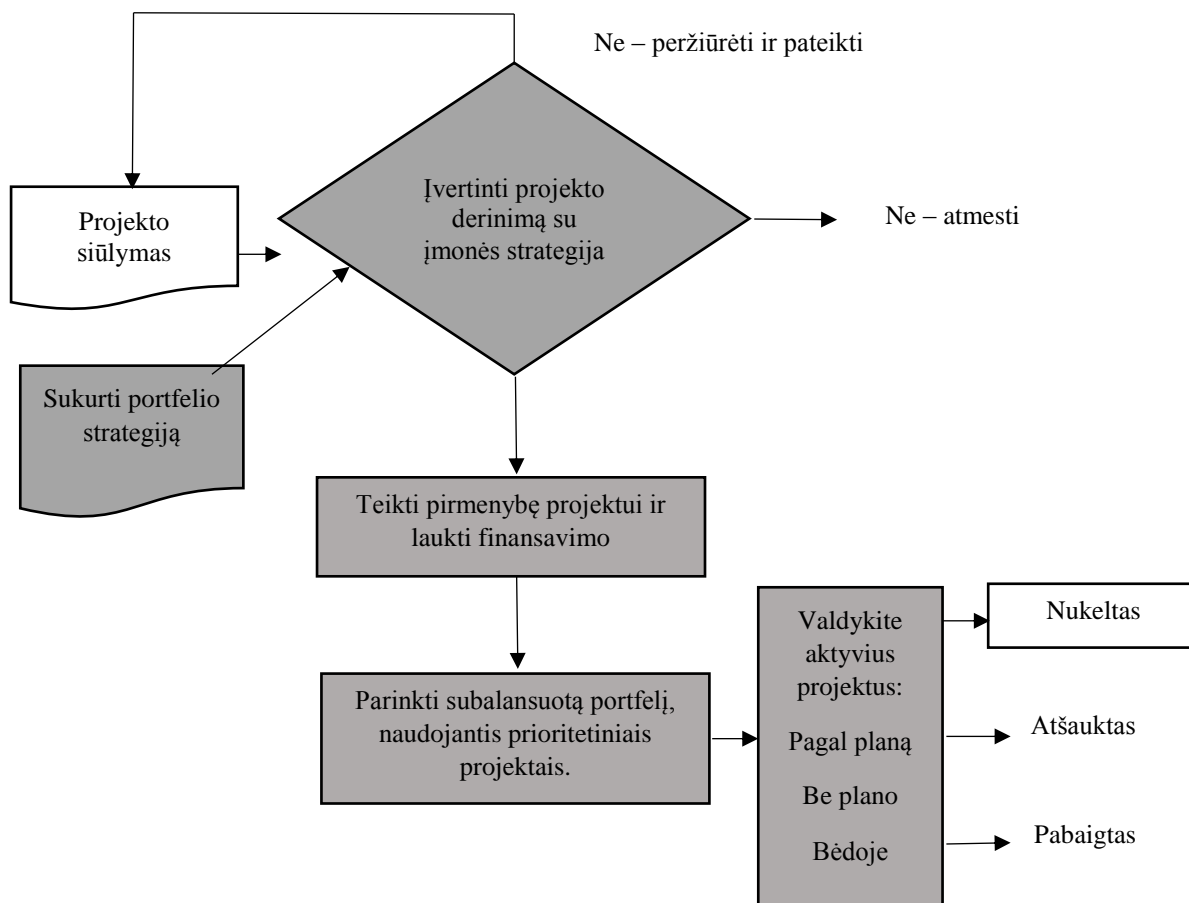 Ne – peržiūrėti ir pateikti
Įvertinti projekto
derinimą su
įmonės strategija
Projekto
siūlymas
Ne – atmesti
Sukurti portfelio
strategiją
Teikti pirmenybę projektui ir
laukti finansavimo
Parinkti subalansuotą portfelį,
naudojantis prioritetiniais
projektais.
Valdykite
aktyvius
projektus:
Pagal planą
Be plano
Bėdoje
Nukeltas
Atšauktas
Pabaigtas